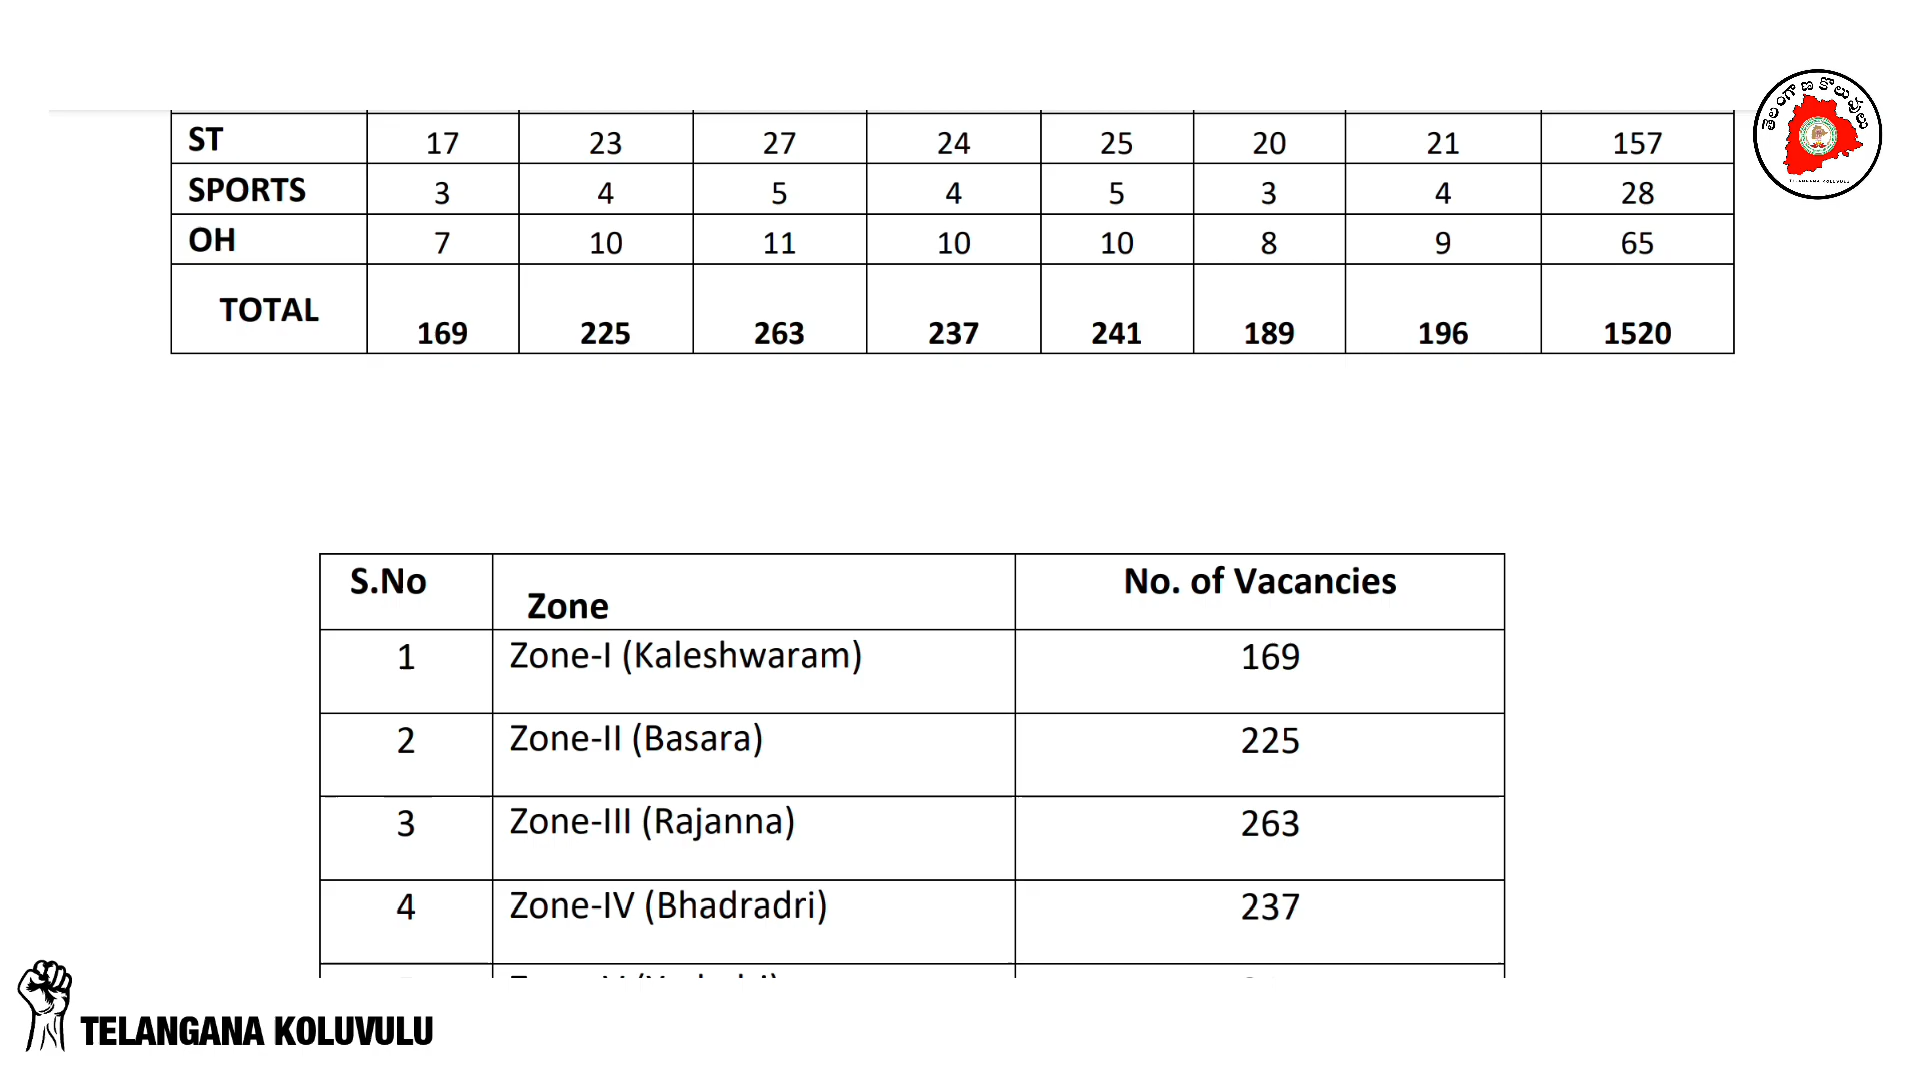 తెలంగాణ కొలువులు
TELANGANA KOLUVULU
ST 17 23 27 24 25 20 21 157
SPORTS 3 4 5 4 5 3 4 28
OH 7 10 11 10 10 8 9 65
TOTAL 169 225 263 237 241 189 196 1520
S.No Zone No. of Vacancies
1 Zone-I (Kaleshwaram) 169
2 Zone-II (Basara) 225
3 Zone-III (Rajanna) 263
4 Zone-IV (Bhadradri) 237
TELANGANA KOLUVULU